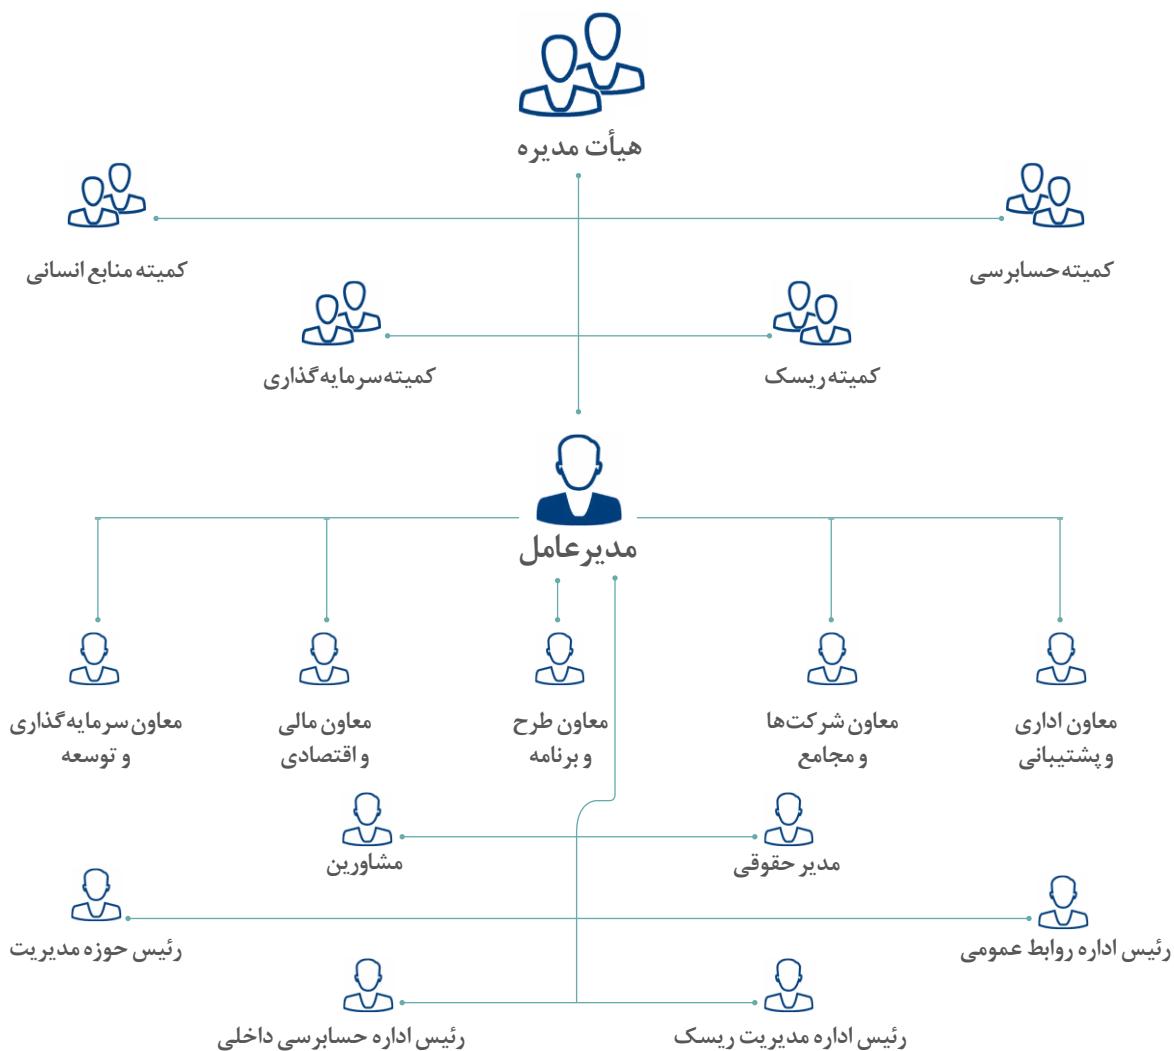 هیأت مدیره
کمیته حسابرسی
کمیته منابع انسانی
کمیته ریسک
کمیته سرمایه‌گذاری
مدیرعامل
معاون اداری
و پشتیبانی
معاون شرکت‌ها
و مجامع
معاون طرح
و برنامه
معاون مالی
و اقتصادی
معاون سرمایه‌گذاری
و توسعه
مدیر حقوقی
مشاورین
رئیس اداره روابط عمومی
رئیس حوزه مدیریت
رئیس اداره مدیریت ریسک
رئیس اداره حسابرسی داخلی